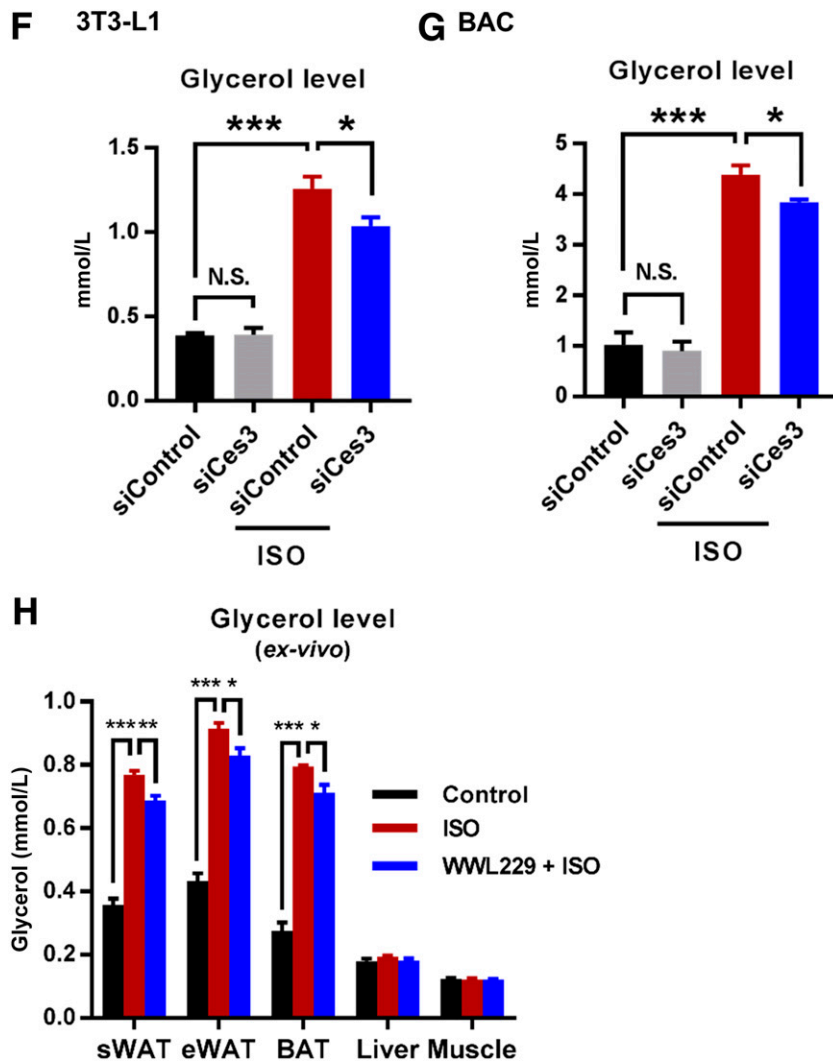 F 3T3-L1
Glycerol level
*** *
1.5
1.0
0.5
0.0
mmol/L
N.S.
siControl siCes3 siControl siCes3
ISO
G BAC
Glycerol level
*** *
5
4
3
2
1
0
mmol/L
N.S.
siControl siCes3 siControl siCes3
ISO
H
Glycerol level
(ex-vivo)
1.0
0.8
0.6
0.4
0.2
0.0
Glycerol (mmol/L)
*** **
*** *
*** *
Control
ISO
WWL229 + ISO
sWAT eWAT BAT Liver Muscle